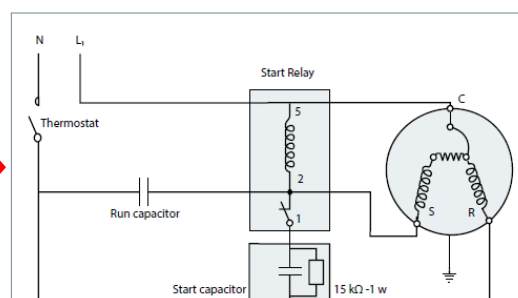 N L₁
Start Relay
C
5
Thermostat
2
Run capacitor
1
S R
Start capacitor
15 kΩ -1 w